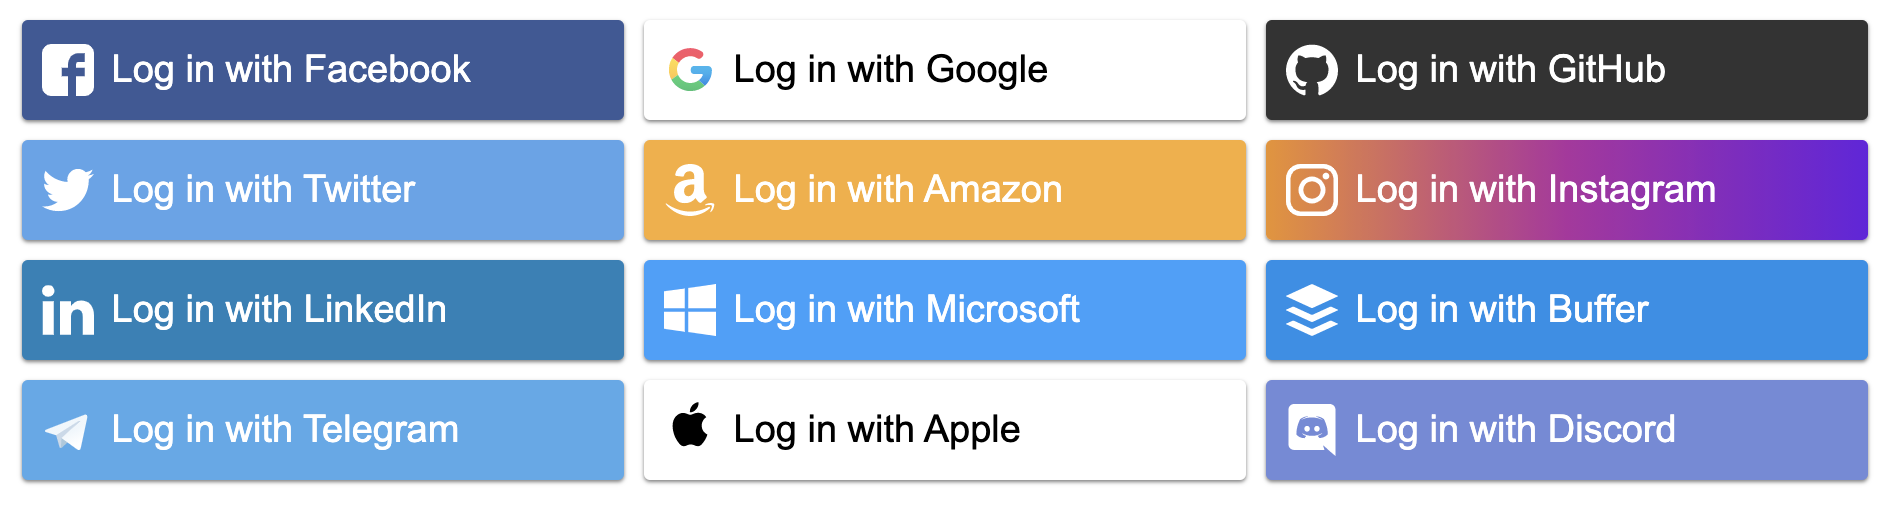 Log in with Facebook
Log in with Google
Log in with GitHub
Log in with Twitter
Log in with Amazon
Log in with Instagram
Log in with LinkedIn
Log in with Microsoft
Log in with Buffer
Log in with Telegram
Log in with Apple
Log in with Discord